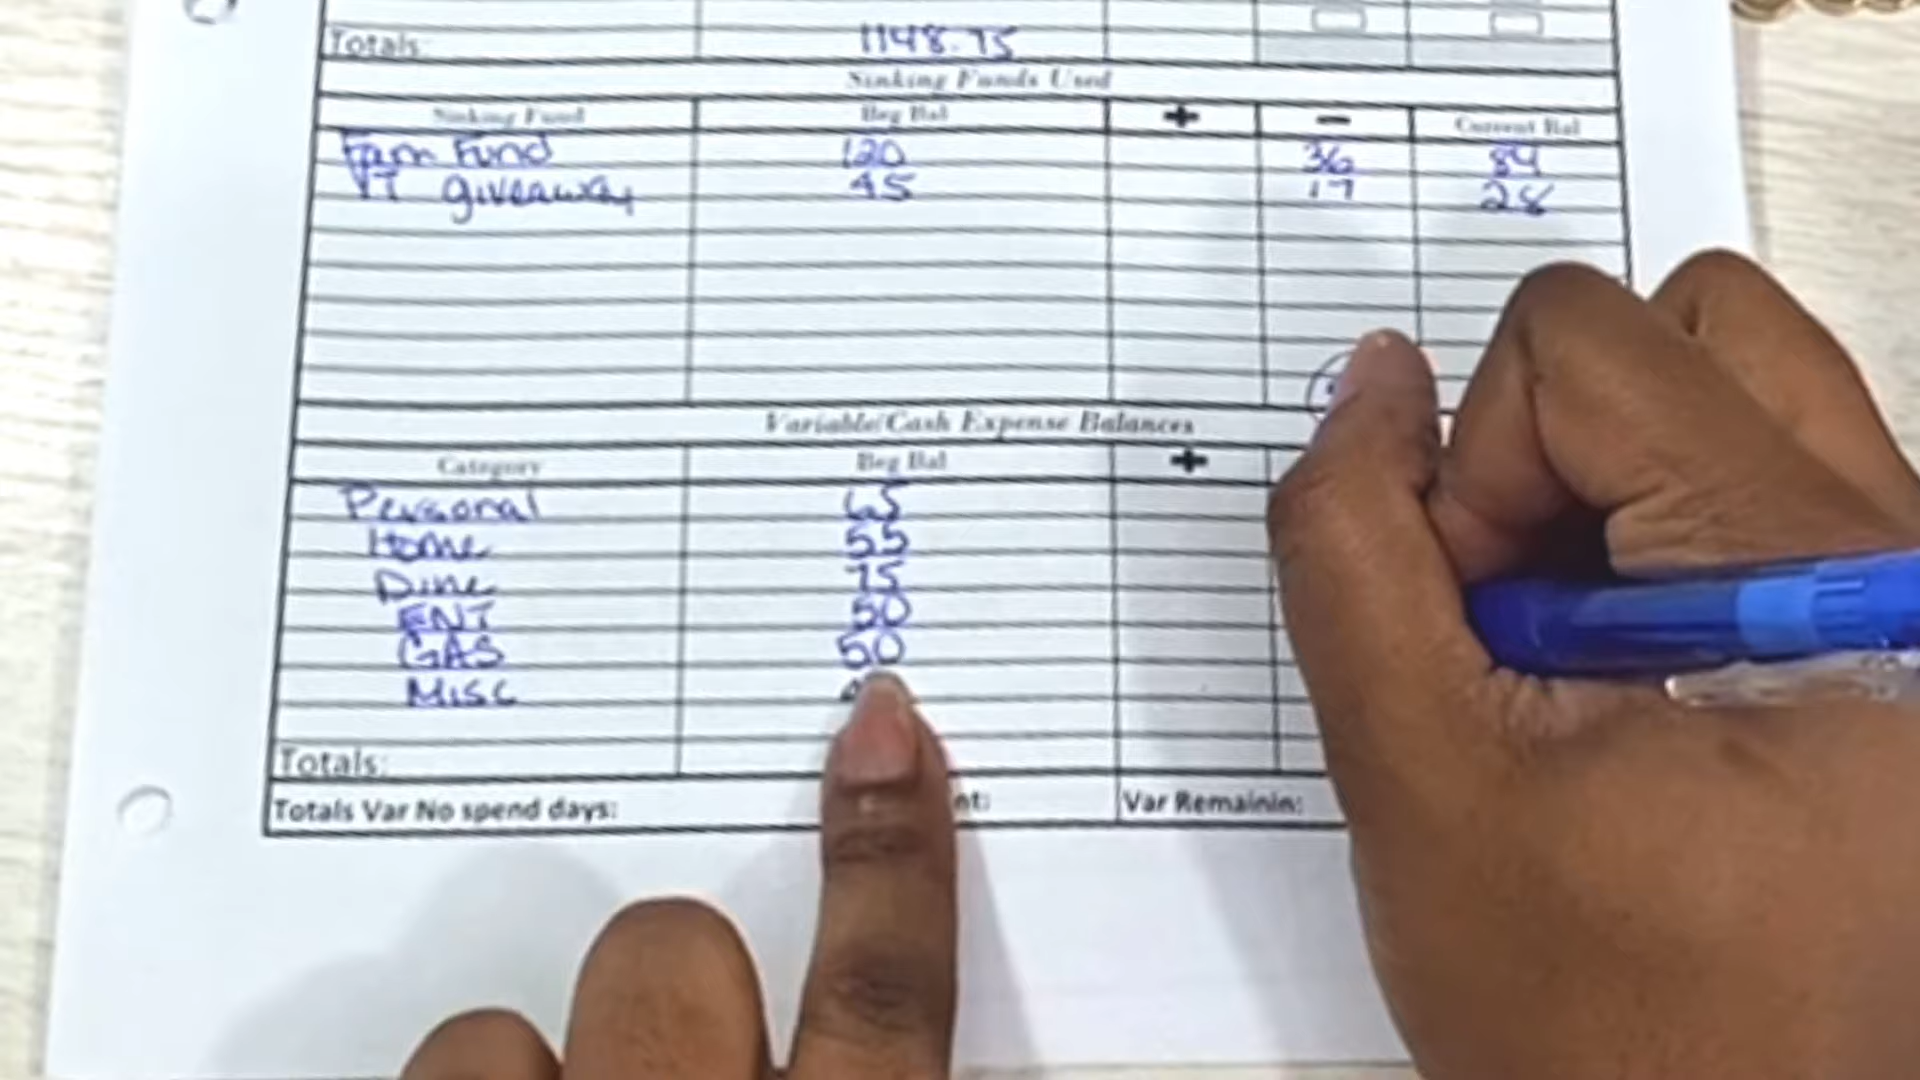 Totals: 1148.75
Sinking Funds Used
Sinking Fund Beg Bal + − Current Bal
Fam Fund 120 36 84
YT giveaway 45 17 28
Variable/Cash Expense Balances
Category Beg Bal +
Personal 65
Home 55
Dine 75
ENT 50
GAS 50
Misc
Totals:
Totals Var No spend days: Var Remainin: